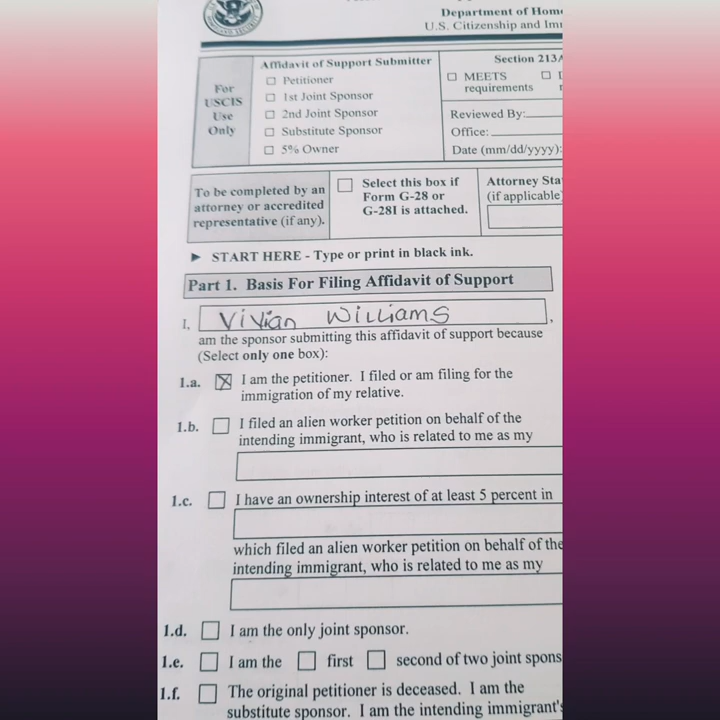 Department of Home
U.S. Citizenship and Imm
For
USCIS
Use
Only
Affidavit of Support Submitter
Petitioner
1st Joint Sponsor
2nd Joint Sponsor
Substitute Sponsor
5% Owner
Section 213A
MEETS
requirements
Reviewed By:
Office:
Date (mm/dd/yyyy):
To be completed by an
attorney or accredited
representative (if any).
Select this box if
Form G-28 or
G-28I is attached.
Attorney Sta
(if applicable
► START HERE - Type or print in black ink.
Part 1. Basis For Filing Affidavit of Support
I, Vivian Williams,
am the sponsor submitting this affidavit of support because
(Select only one box):
1.a. I am the petitioner. I filed or am filing for the
immigration of my relative.
1.b. I filed an alien worker petition on behalf of the
intending immigrant, who is related to me as my
1.c. I have an ownership interest of at least 5 percent in
which filed an alien worker petition on behalf of the
intending immigrant, who is related to me as my
1.d. I am the only joint sponsor.
1.e. I am the first second of two joint spons
1.f. The original petitioner is deceased. I am the
substitute sponsor. I am the intending immigrant's